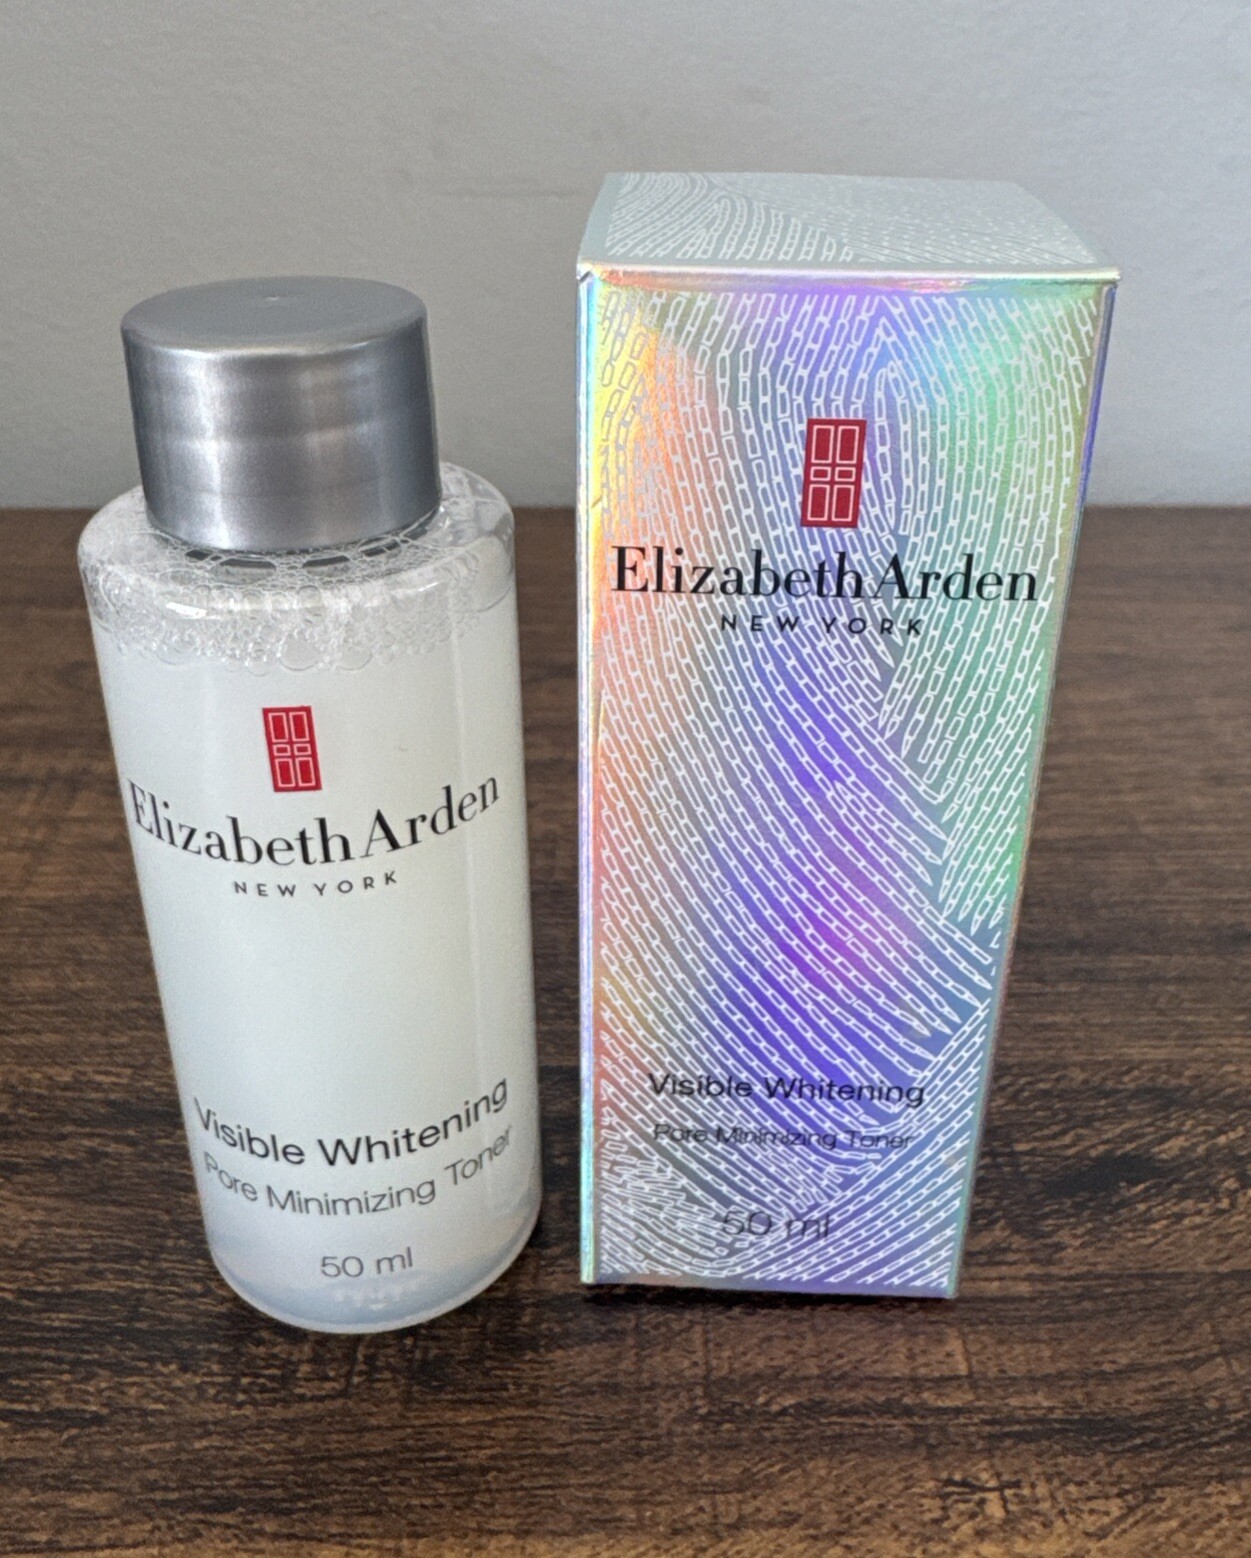 Elizabeth Arden
NEW YORK
Visible Whitening
Pore Minimizing Toner
50 ml
Elizabeth Arden
NEW YORK
Visible Whitening
Pore Minimizing Toner
50 ml